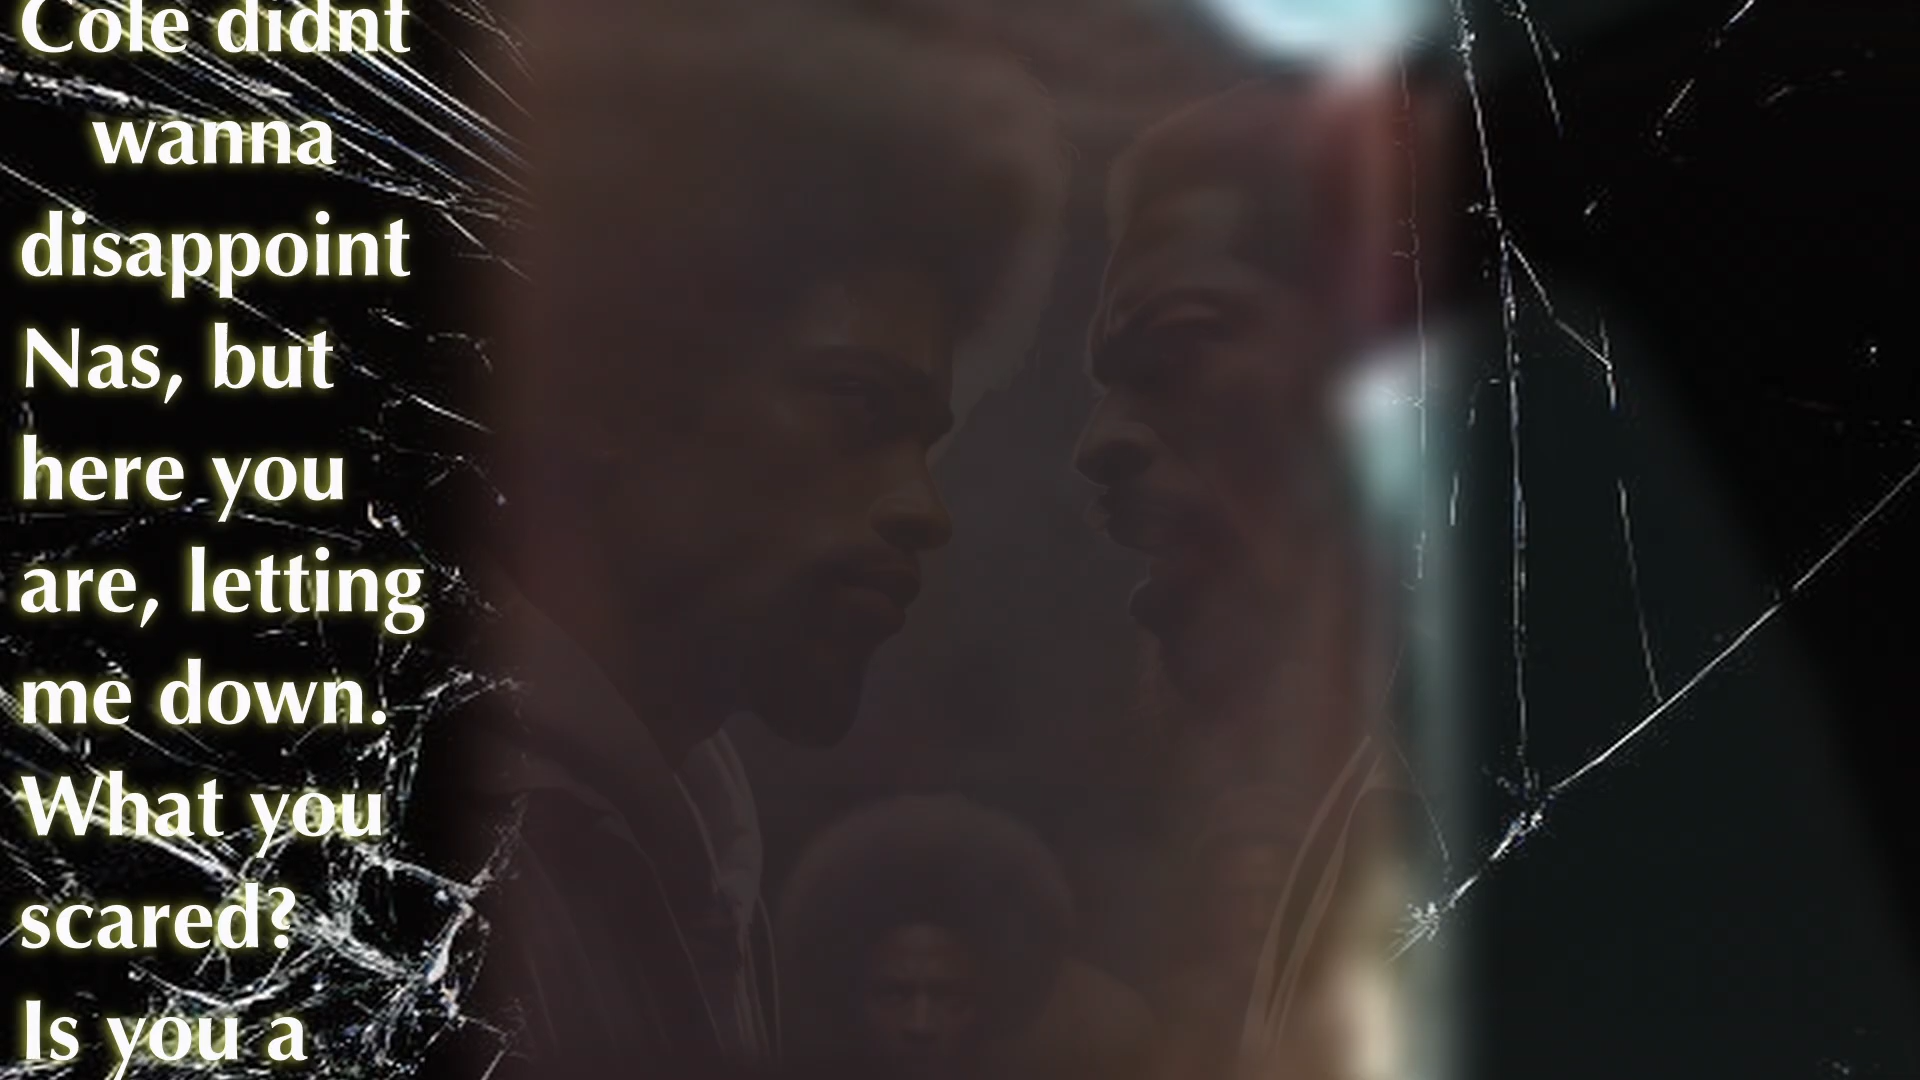 Cole didnt
wanna
disappoint
Nas, but
here you
are, letting
me down.
What you
scared?
Is you a